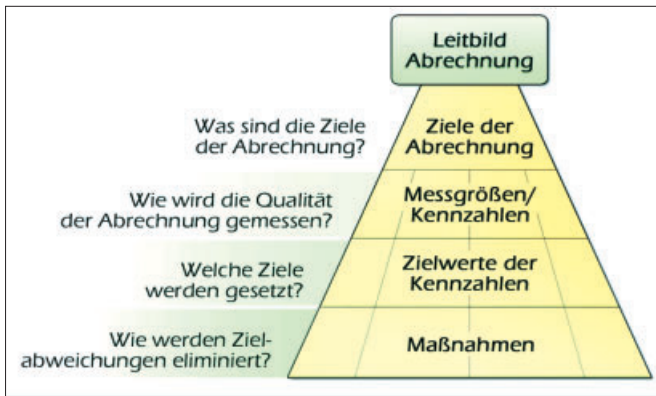 Leitbild
Abrechnung
Was sind die Ziele
der Abrechnung?
Ziele der
Abrechnung
Wie wird die Qualität
der Abrechnung gemessen?
Messgrößen/
Kennzahlen
Welche Ziele
werden gesetzt?
Zielwerte der
Kennzahlen
Wie werden Ziel-
abweichungen eliminiert?
Maßnahmen